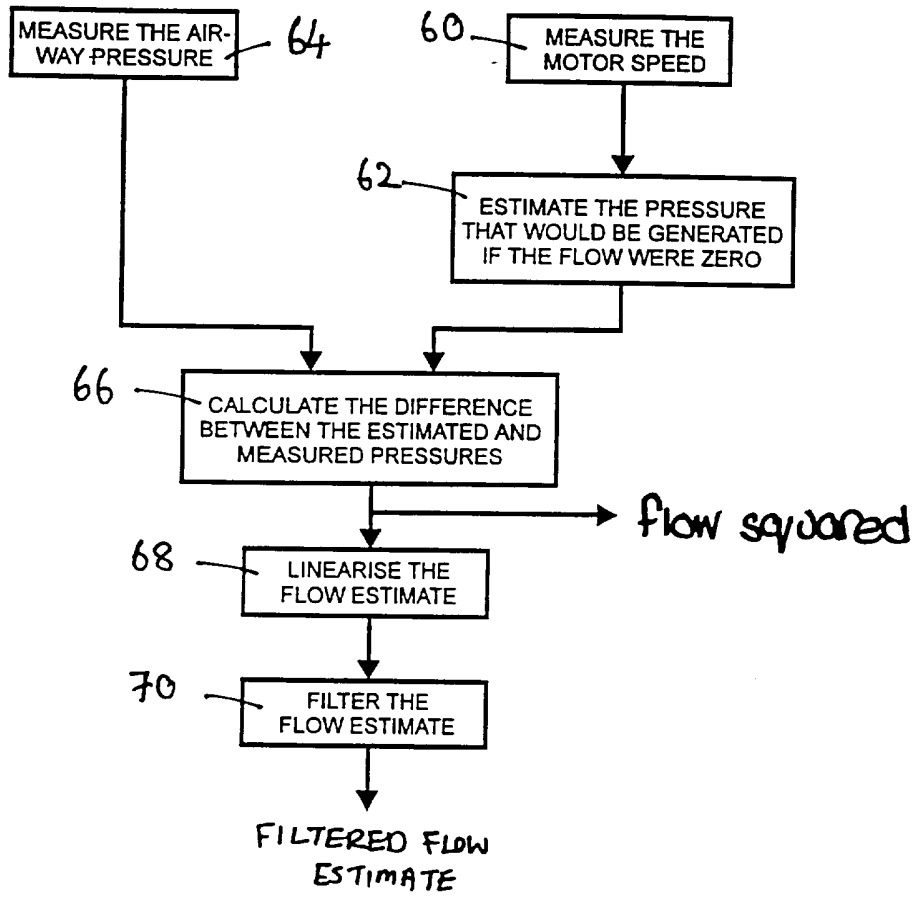 MEASURE THE AIR-
WAY PRESSURE
64
60
MEASURE THE
MOTOR SPEED
62
ESTIMATE THE PRESSURE
THAT WOULD BE GENERATED
IF THE FLOW WERE ZERO
66
CALCULATE THE DIFFERENCE
BETWEEN THE ESTIMATED AND
MEASURED PRESSURES
flow squared
68
LINEARISE THE
FLOW ESTIMATE
70
FILTER THE
FLOW ESTIMATE
FILTERED FLOW
ESTIMATE